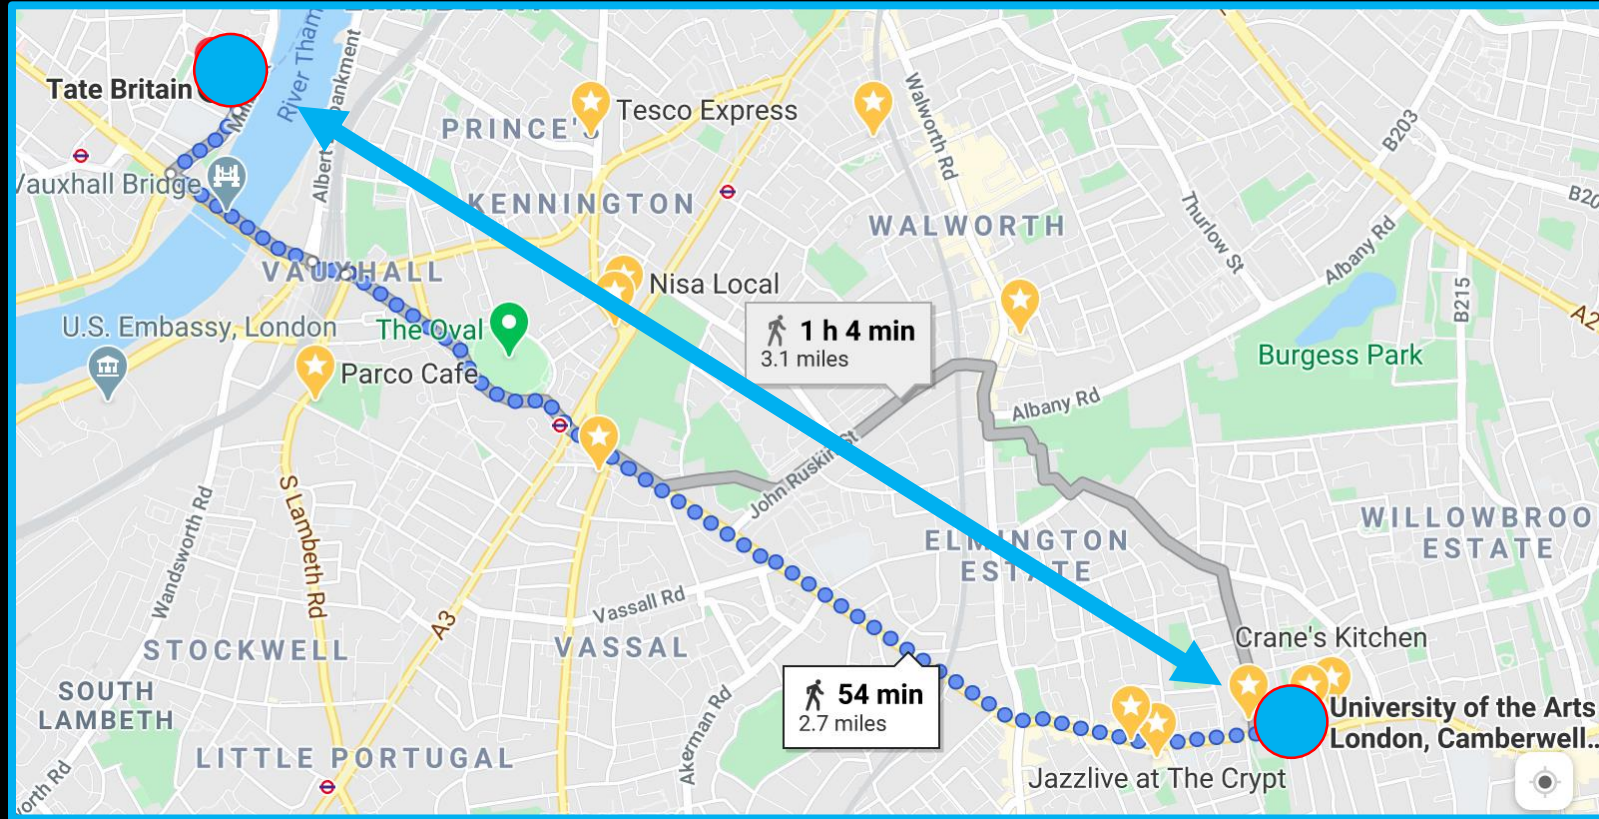 Tate Britain
River Tham
Albert
bankment
Tesco Express
PRINCE'S
Walworth Rd
B203
Vauxhall Bridge
KENNINGTON
WALWORTH
Thurlow St
Albany Rd
VAUXHALL
Nisa Local
U.S. Embassy, London
The Oval
1 h 4 min
3.1 miles
B215
Burgess Park
Parco Cafe
Albany Rd
John Ruskin St
S Lambeth Rd
Wandsworth Rd
ELMINGTON
ESTATE
WILLOWBROO
ESTATE
Vassall Rd
A3
STOCKWELL
VASSAL
Crane's Kitchen
SOUTH
LAMBETH
54 min
2.7 miles
Akerman Rd
University of the Arts
London, Camberwell...
LITTLE PORTUGAL
Jazzlive at The Crypt